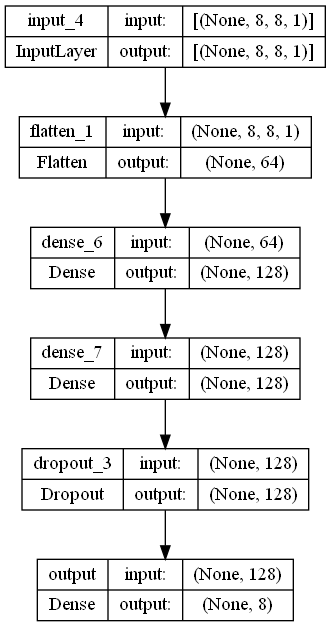 input_4 input: [(None, 8, 8, 1)]
InputLayer output: [(None, 8, 8, 1)]
flatten_1 input: (None, 8, 8, 1)
Flatten output: (None, 64)
dense_6 input: (None, 64)
Dense output: (None, 128)
dense_7 input: (None, 128)
Dense output: (None, 128)
dropout_3 input: (None, 128)
Dropout output: (None, 128)
output input: (None, 128)
Dense output: (None, 8)